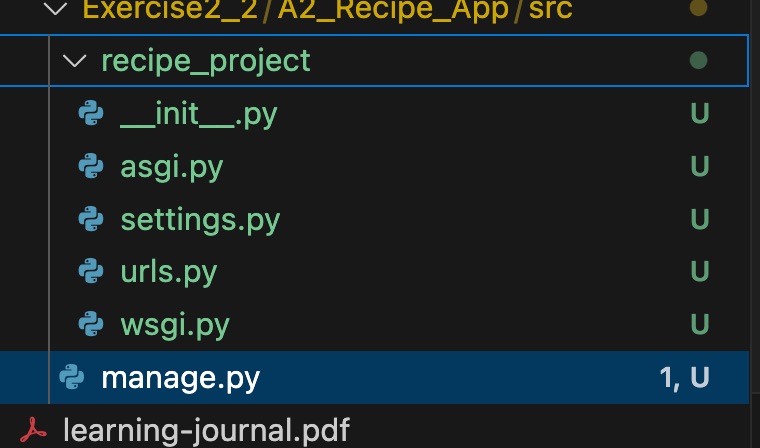 Exercise2_2/A2_Recipe_App/src
recipe_project
__init__.py U
asgi.py U
settings.py U
urls.py U
wsgi.py U
manage.py 1, U
learning-journal.pdf